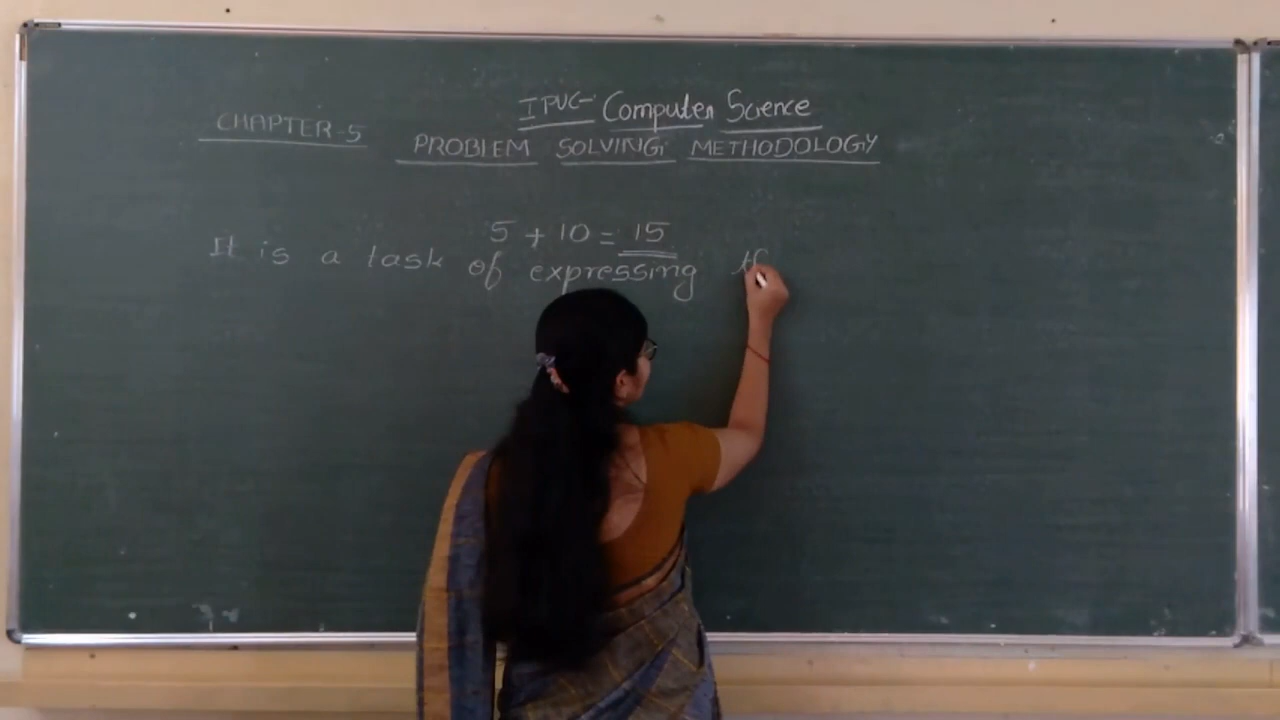 I PUC- Computer Science
CHAPTER-5 PROBLEM SOLVING METHODOLOGY
5 + 10 = 15
It is a task of expressing th